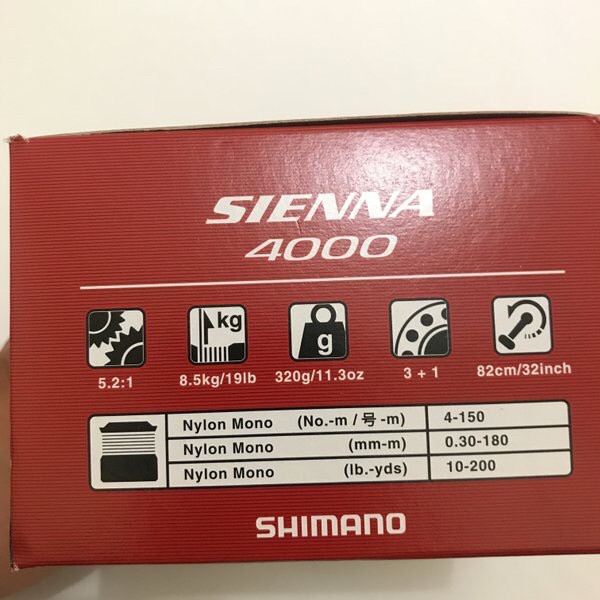 SIENNA
4000
kg
g
5.2:1 8.5kg/19lb 320g/11.3oz 3 + 1 82cm/32inch
Nylon Mono (No.-m / 号 -m) 4-150
Nylon Mono (mm-m) 0.30-180
Nylon Mono (lb.-yds) 10-200
SHIMANO